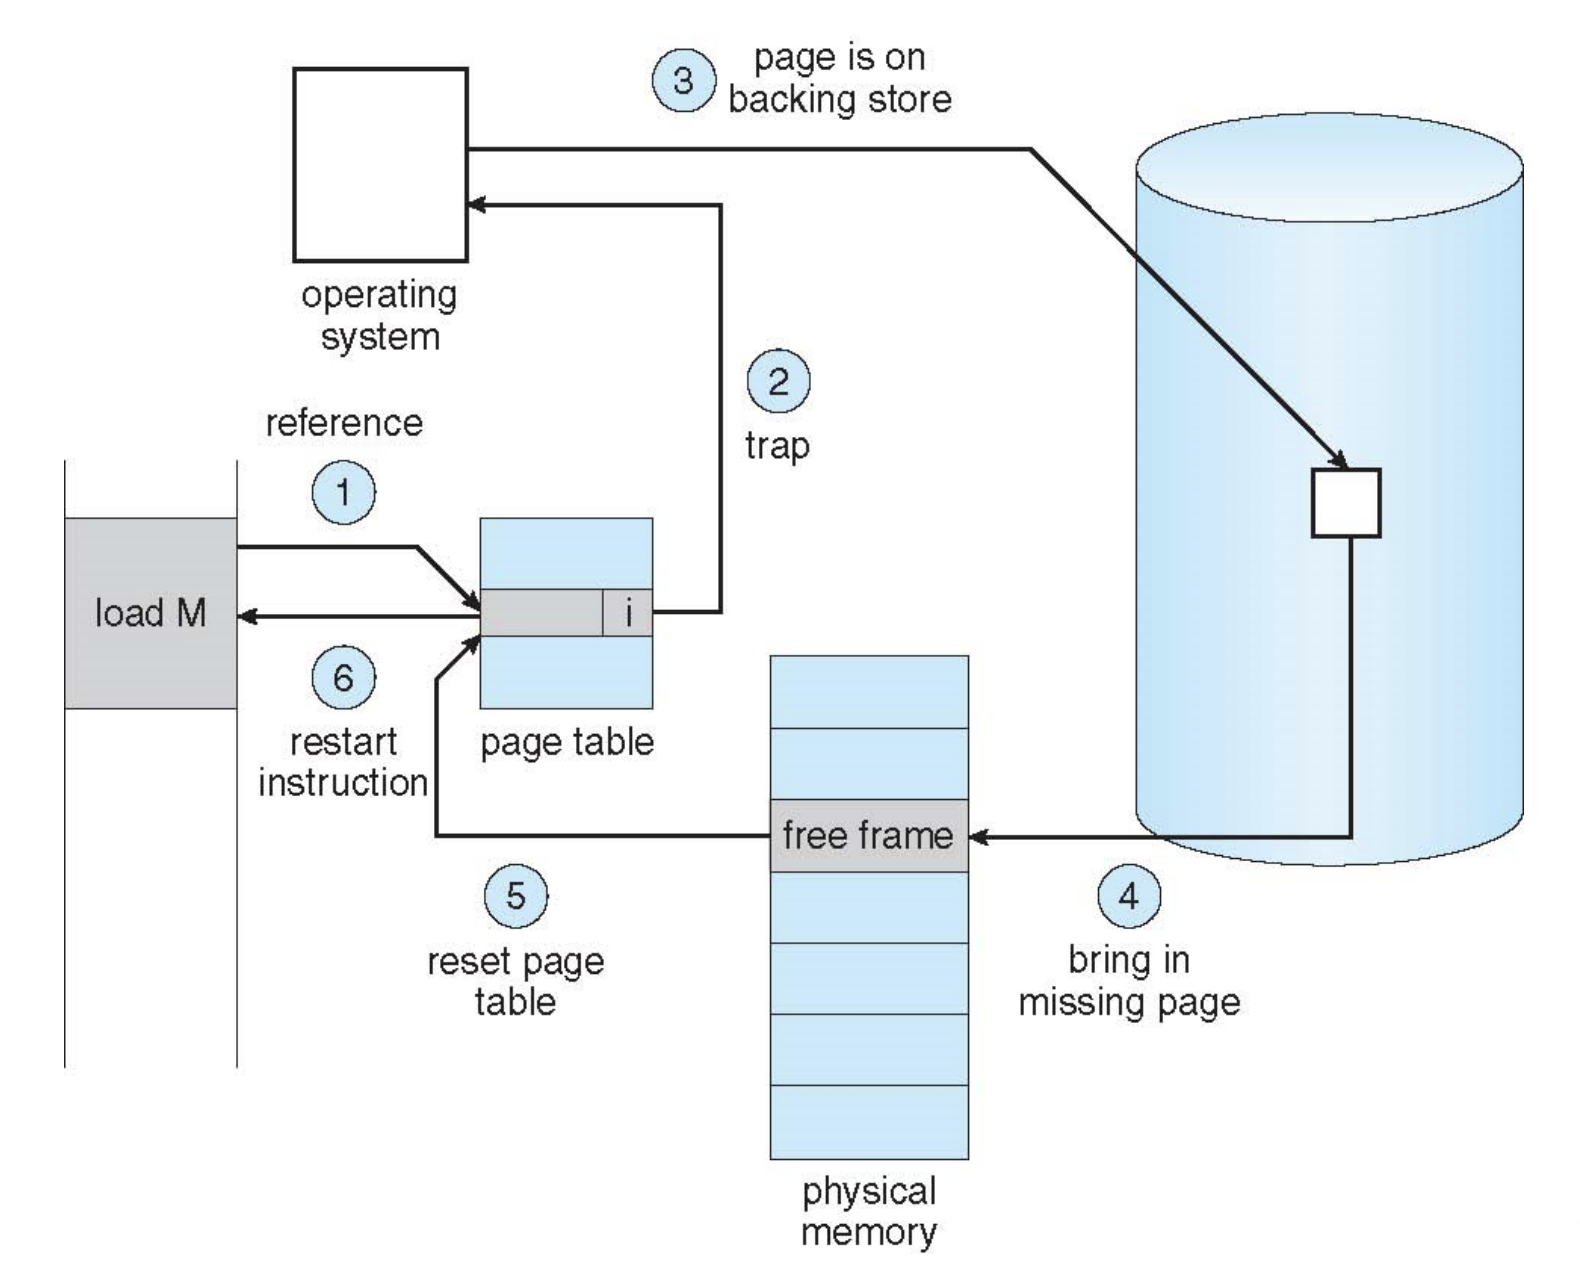 3
page is on
backing store
operating
system
2
trap
reference
1
load M
i
6
restart
instruction
page table
free frame
5
reset page
table
4
bring in
missing page
physical
memory